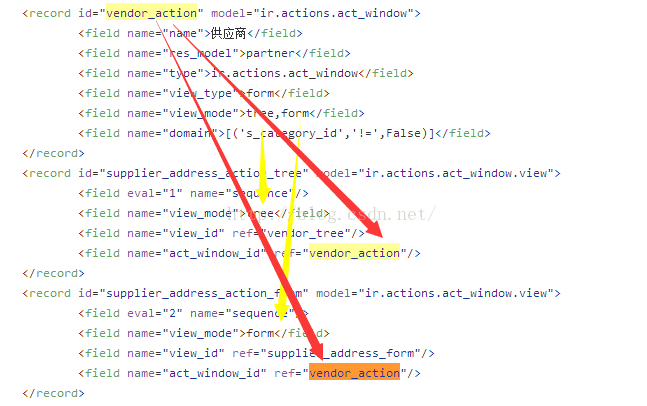 <record id="vendor_action" model="ir.actions.act_window">
<field name="name">供应商</field>
<field name="res_model">partner</field>
<field name="type">ir.actions.act_window</field>
<field name="view_type">form</field>
<field name="view_mode">tree,form</field>
<field name="domain">[('s_category_id','!=',False)]</field>
</record>
<record id="supplier_address_action_tree" model="ir.actions.act_window.view">
<field eval="1" name="sequence"/>
<field name="view_mode">tree</field>
http://blog.csdn.net/
<field name="view_id" ref="vendor_tree"/>
<field name="act_window_id" ref="vendor_action"/>
</record>
<record id="supplier_address_action_form" model="ir.actions.act_window.view">
<field eval="2" name="sequence"/>
<field name="view_mode">form</field>
<field name="view_id" ref="supplier_address_form"/>
<field name="act_window_id" ref="vendor_action"/>
</record>